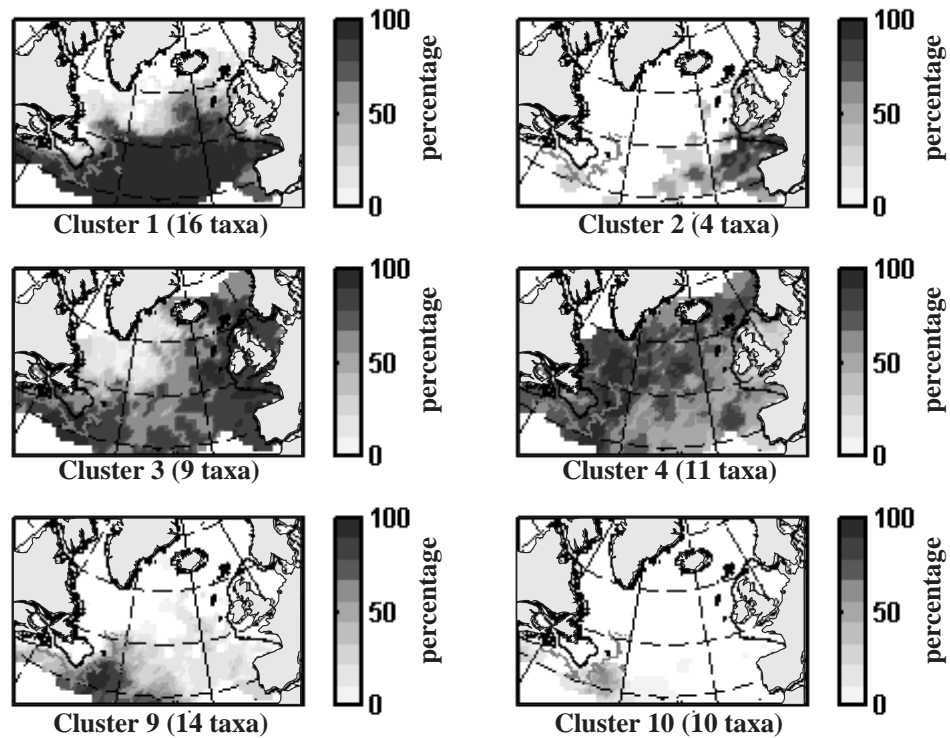 100
50
0
percentage
Cluster 1 (16 taxa)
100
50
0
percentage
Cluster 2 (4 taxa)
100
50
0
percentage
Cluster 3 (9 taxa)
100
50
0
percentage
Cluster 4 (11 taxa)
100
50
0
percentage
Cluster 9 (14 taxa)
100
50
0
percentage
Cluster 10 (10 taxa)